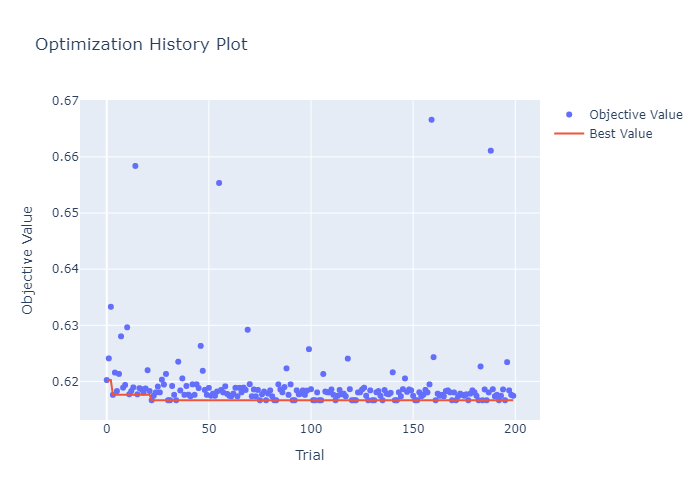 Optimization History Plot
0.67
0.66
0.65
0.64
0.63
0.62
Objective Value
0
50
100
150
200
Trial
Objective Value
Best Value